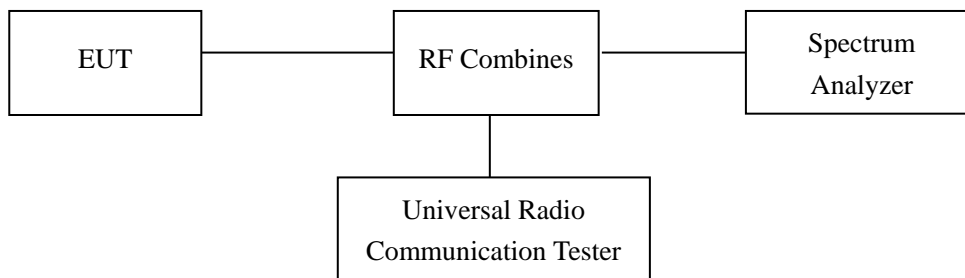 EUT
RF Combines
Spectrum
Analyzer
Universal Radio
Communication Tester